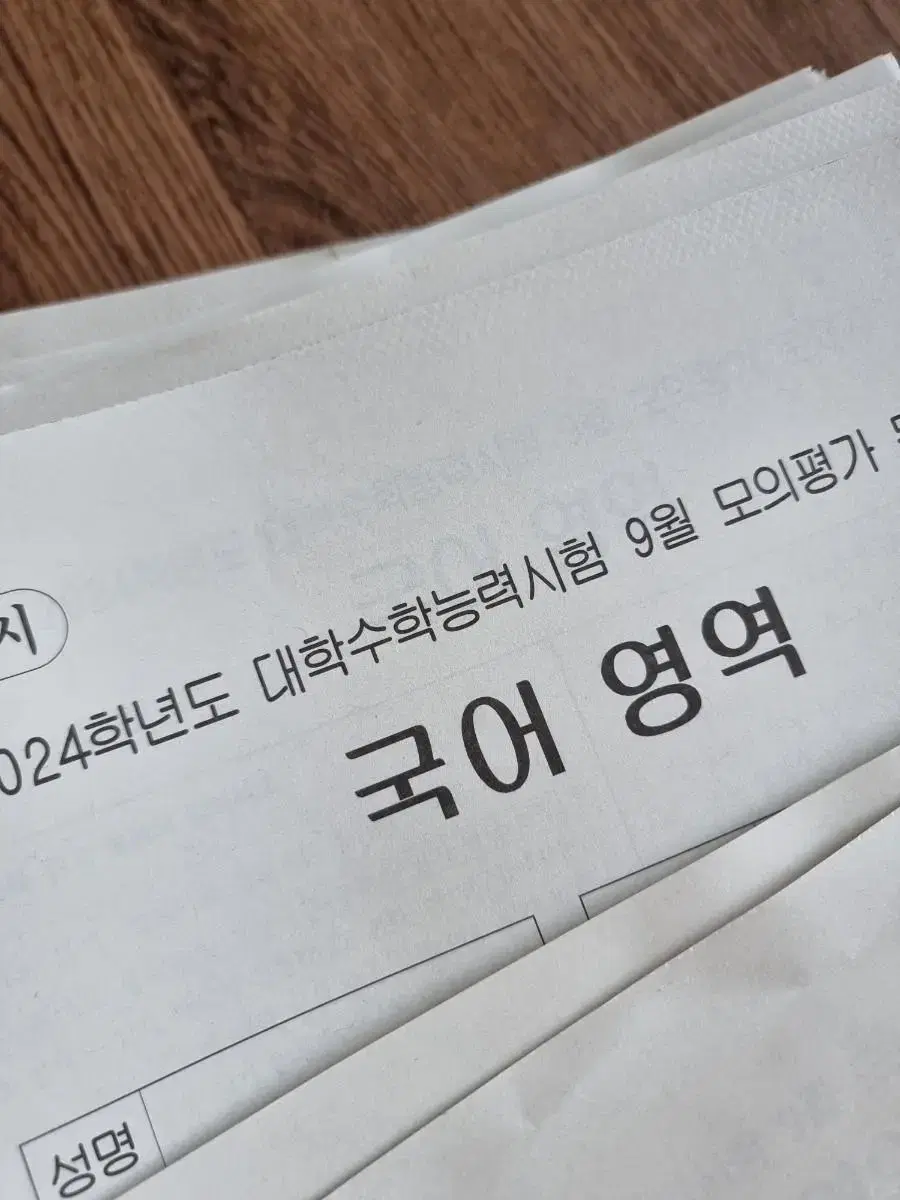 시
024학년도 대학수학능력시험 9월 모의평가
국어 영역
성명